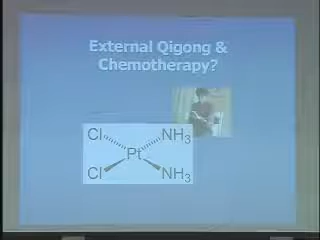 External Qigong &
Chemotherapy?
Cl NH3
Pt
Cl NH3